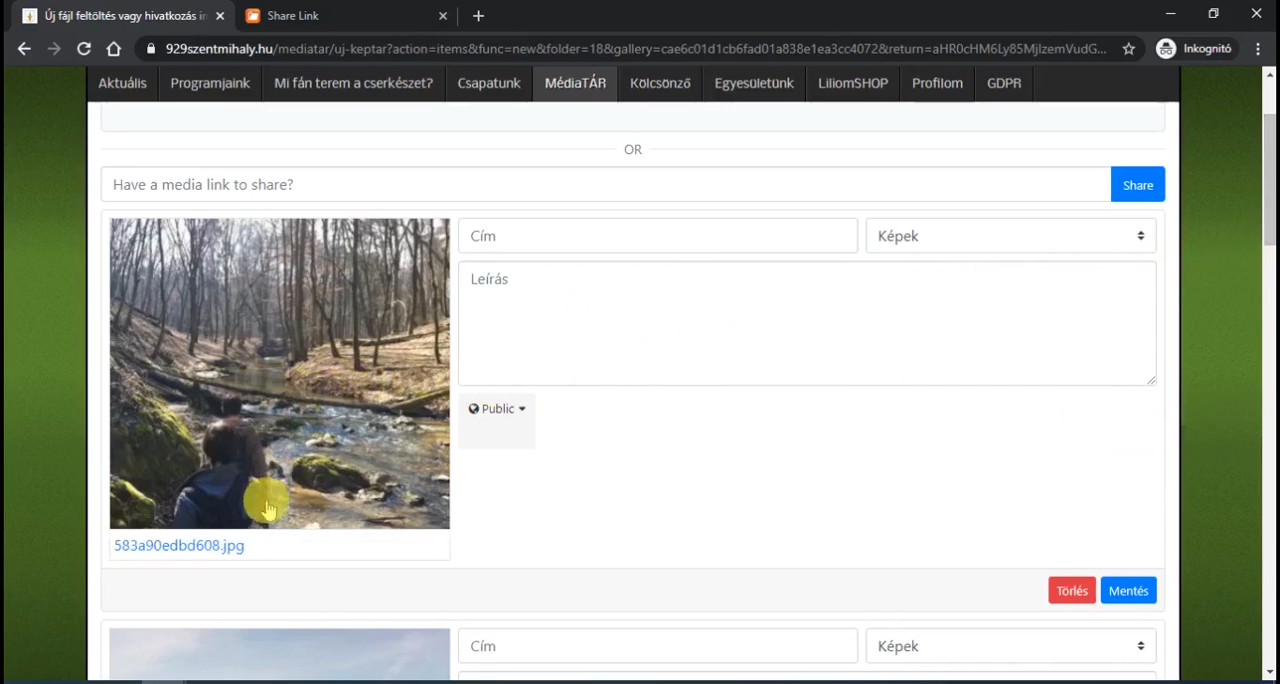 Új fájl feltöltés vagy hivatkozás in
Share Link
929szentmihaly.hu/mediatar/uj-keptar?action=items&func=new&folder=18&gallery=cae6c01d1cb6fad01a838e1ea3cc4072&return=aHR0cHM6Ly85MjlzemVudG...
Inkognitó
Aktuális
Programjaink
Mi fán terem a cserkészet?
Csapatunk
MédiaTÁR
Kölcsönző
Egyesületünk
LiliomSHOP
Profilom
GDPR
OR
Have a media link to share?
Share
Cím
Képek
Leírás
Public
583a90edbd608.jpg
Törlés
Mentés
Cím
Képek